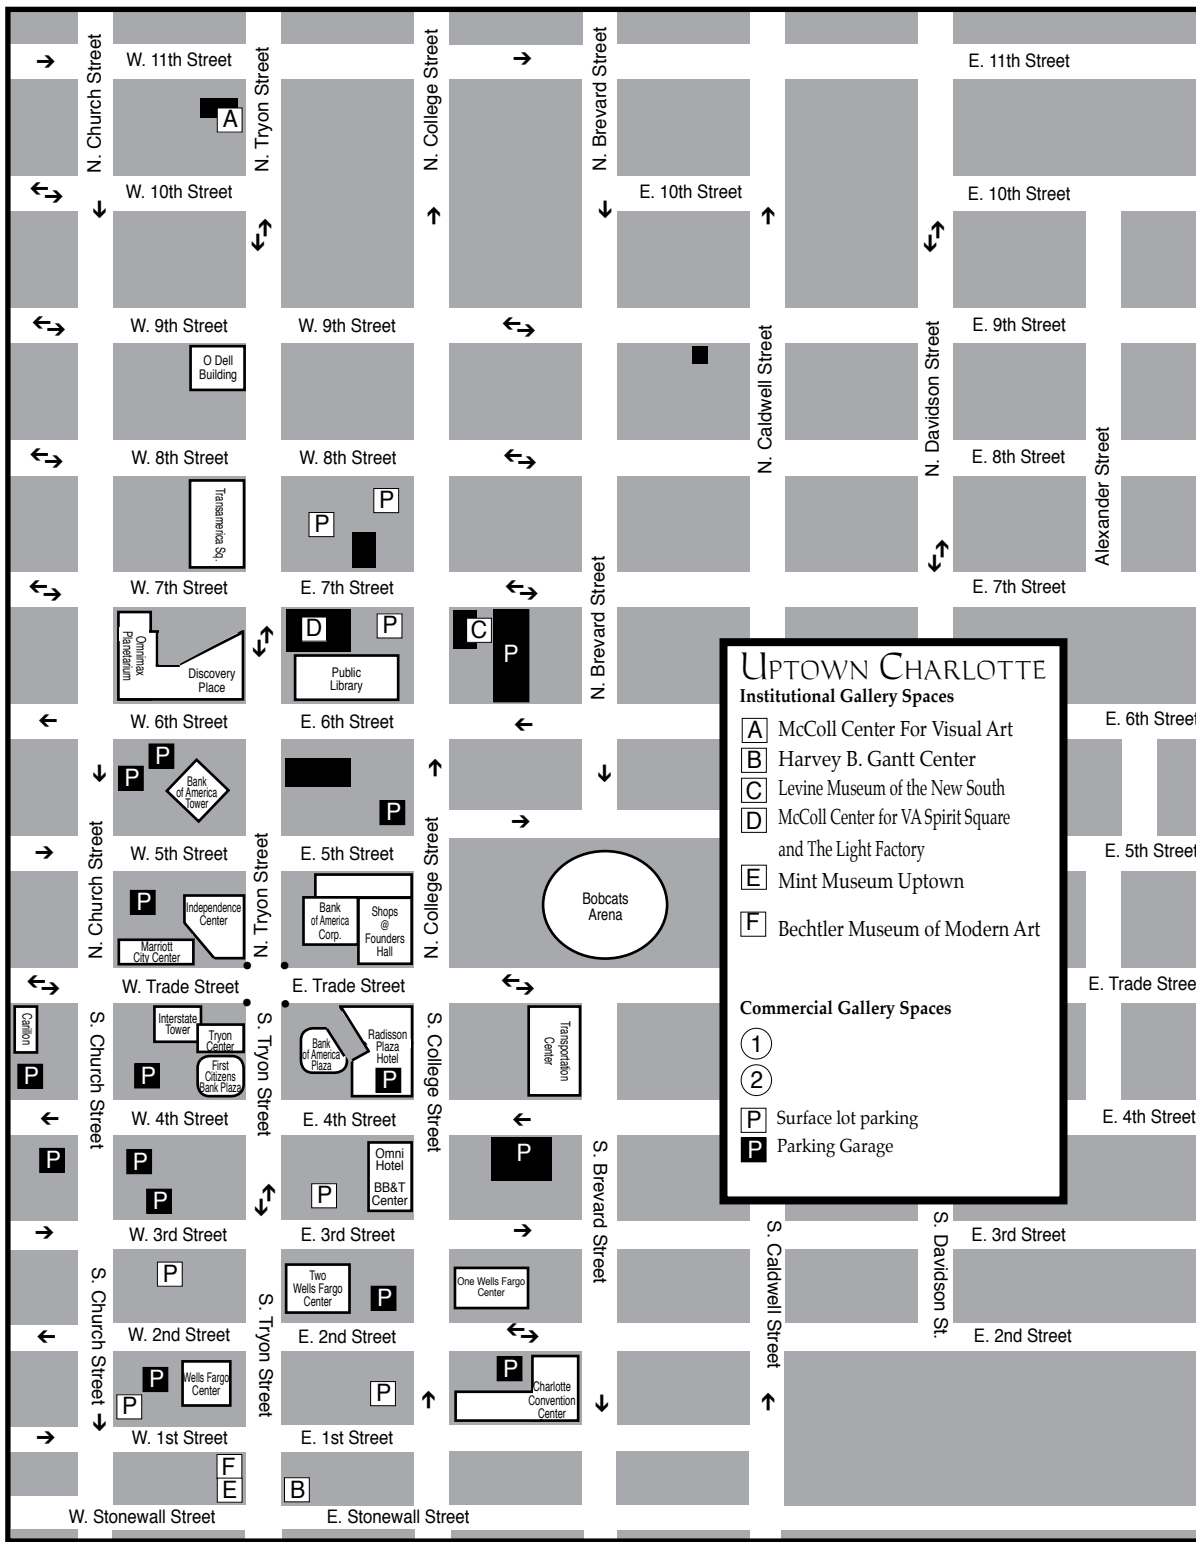 W. 11th Street
E. 11th Street
N. Church Street
N. Tryon Street
N. College Street
N. Brevard Street
A
W. 10th Street
E. 10th Street
E. 10th Street
W. 9th Street
W. 9th Street
E. 9th Street
N. Caldwell Street
N. Davidson Street
O Dell
Building
W. 8th Street
W. 8th Street
E. 8th Street
Alexander Street
Transamerica Sq.
P
P
W. 7th Street
E. 7th Street
E. 7th Street
N. Brevard Street
Omnimax
Planetarium
Discovery
Place
D
P
Public
Library
C
P
W. 6th Street
E. 6th Street
E. 6th Street
P
P
Bank
of America
Tower
P
W. 5th Street
E. 5th Street
E. 5th Street
N. Church Street
N. Tryon Street
N. College Street
P
Independence
Center
Marriott
City Center
Bank
of America
Corp.
Shops
@
Founders
Hall
Bobcats
Arena
W. Trade Street
E. Trade Street
E. Trade Stree
Carillon
P
S. Church Street
Interstate
Tower
Tryon
Center
First
Citizens
Bank Plaza
P
S. Tryon Street
Bank
of America
Plaza
Radisson
Plaza
Hotel
P
S. College Street
Transportation
Center
W. 4th Street
E. 4th Street
E. 4th Street
P
P
P
P
Omni
Hotel
BB&T
Center
P
S. Brevard Street
W. 3rd Street
E. 3rd Street
E. 3rd Street
S. Caldwell Street
S. Davidson St.
S. Church Street
P
S. Tryon Street
Two
Wells Fargo
Center
P
One Wells Fargo
Center
W. 2nd Street
E. 2nd Street
E. 2nd Street
P
P
Wells Fargo
Center
P
P
Charlotte
Convention
Center
W. 1st Street
E. 1st Street
F
E
B
W. Stonewall Street
E. Stonewall Street
UPTOWN CHARLOTTE
Institutional Gallery Spaces
A McColl Center For Visual Art
B Harvey B. Gantt Center
C Levine Museum of the New South
D McColl Center for VA Spirit Square
and The Light Factory
E Mint Museum Uptown
F Bechtler Museum of Modern Art
Commercial Gallery Spaces
1
2
P Surface lot parking
P Parking Garage